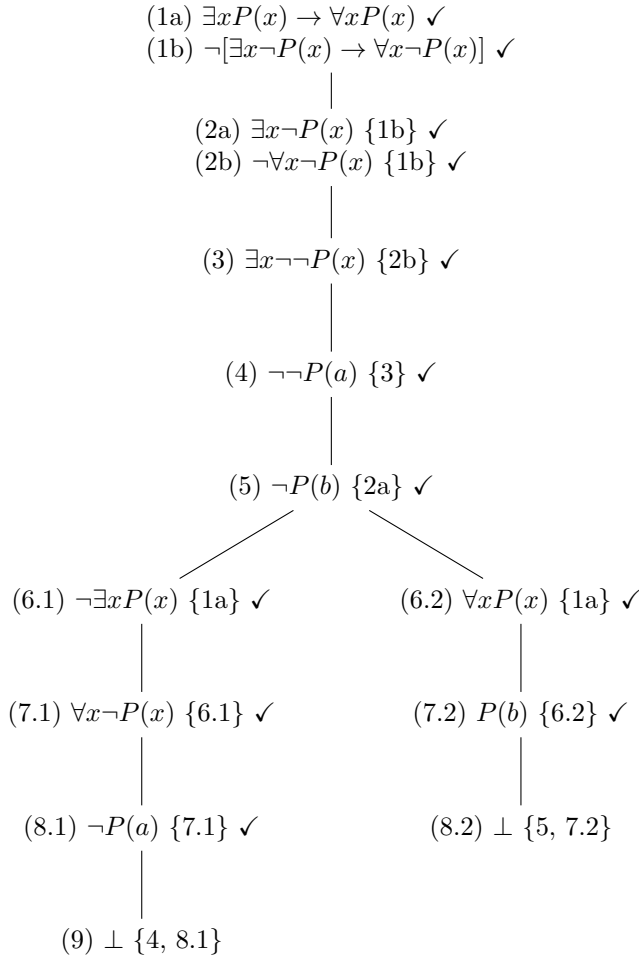 (1a) ∃xP(x) → ∀xP(x) ✓
(1b) ¬[∃x¬P(x) → ∀x¬P(x)] ✓
(2a) ∃x¬P(x) {1b} ✓
(2b) ¬∀x¬P(x) {1b} ✓
(3) ∃x¬¬P(x) {2b} ✓
(4) ¬¬P(a) {3} ✓
(5) ¬P(b) {2a} ✓
(6.1) ¬∃xP(x) {1a} ✓ (6.2) ∀xP(x) {1a} ✓
(7.1) ∀x¬P(x) {6.1} ✓ (7.2) P(b) {6.2} ✓
(8.1) ¬P(a) {7.1} ✓ (8.2) ⊥ {5, 7.2}
(9) ⊥ {4, 8.1}